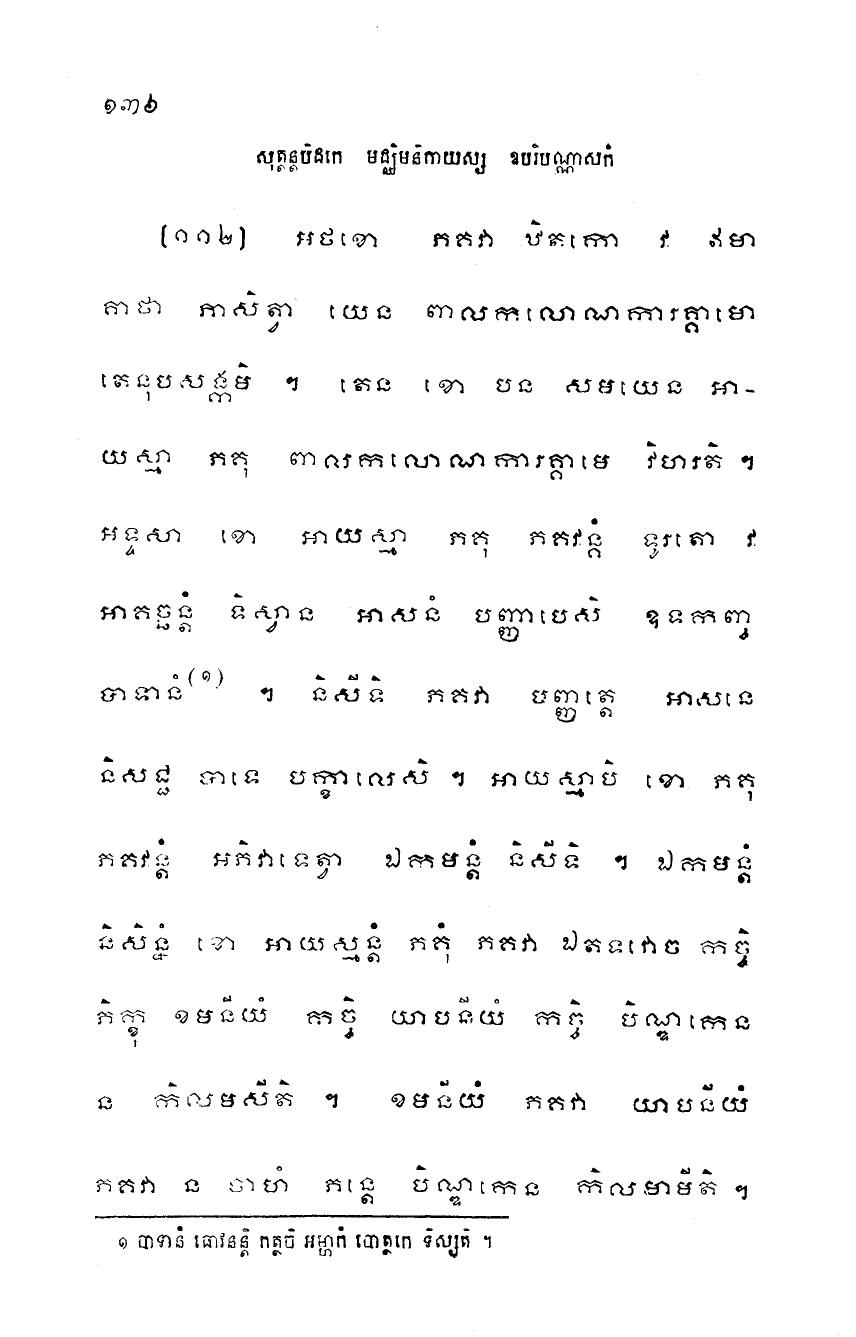 ១៣៦
សុត្តន្តបិដកេ មជ្ឈិមនិកាយស្ស ឧបរិបណ្ណាសកំ
[១១២] អថខោ ភគវា ឋិតកោ វ ឥមា
គាថា ភាសិត្វា យេន ពាលកលោណការគ្គាមោ
តេនុបសង្កមិ ។ តេន ខោ បន សមយេន អា-
យស្មា ភគុ ពាលកលោណការគ្គាមេ វិហរតិ ។
អទ្ទសា ខោ អាយស្មា ភគុ ភគវន្តំ ទូរតោ វ
អាគច្ឆន្តំ ទិស្វាន អាសនំ បញ្ញាបេសិ ឧទកញ្ច
បាទានំ(១) ។ និសីទិ ភគវា បញ្ញត្តេ អាសនេ
និសជ្ជ បាទេ បក្ខាលេសិ ។ អាយស្មាបិ ខោ ភគុ
ភគវន្តំ អភិវាទេត្វា ឯកមន្តំ និសីទិ ។ ឯកមន្តំ
និសិន្នំ ខោ អាយស្មន្តំ ភគុំ ភគវា ឯតទវោច កច្ចិ
ភិក្ខុ ខមនីយំ កច្ចិ យាបនីយំ កច្ចិ បិណ្ឌកេន
ន កិលមសីតិ ។ ខមនីយំ ភគវា យាបនីយំ
ភគវា ន ចាហំ ភន្តេ បិណ្ឌកេន កិលមាមីតិ ។
១ បាទានំ ធោវនន្តិ កត្ថចិ អម្ហាកំ បោត្ថកេ ទិស្សតិ ។